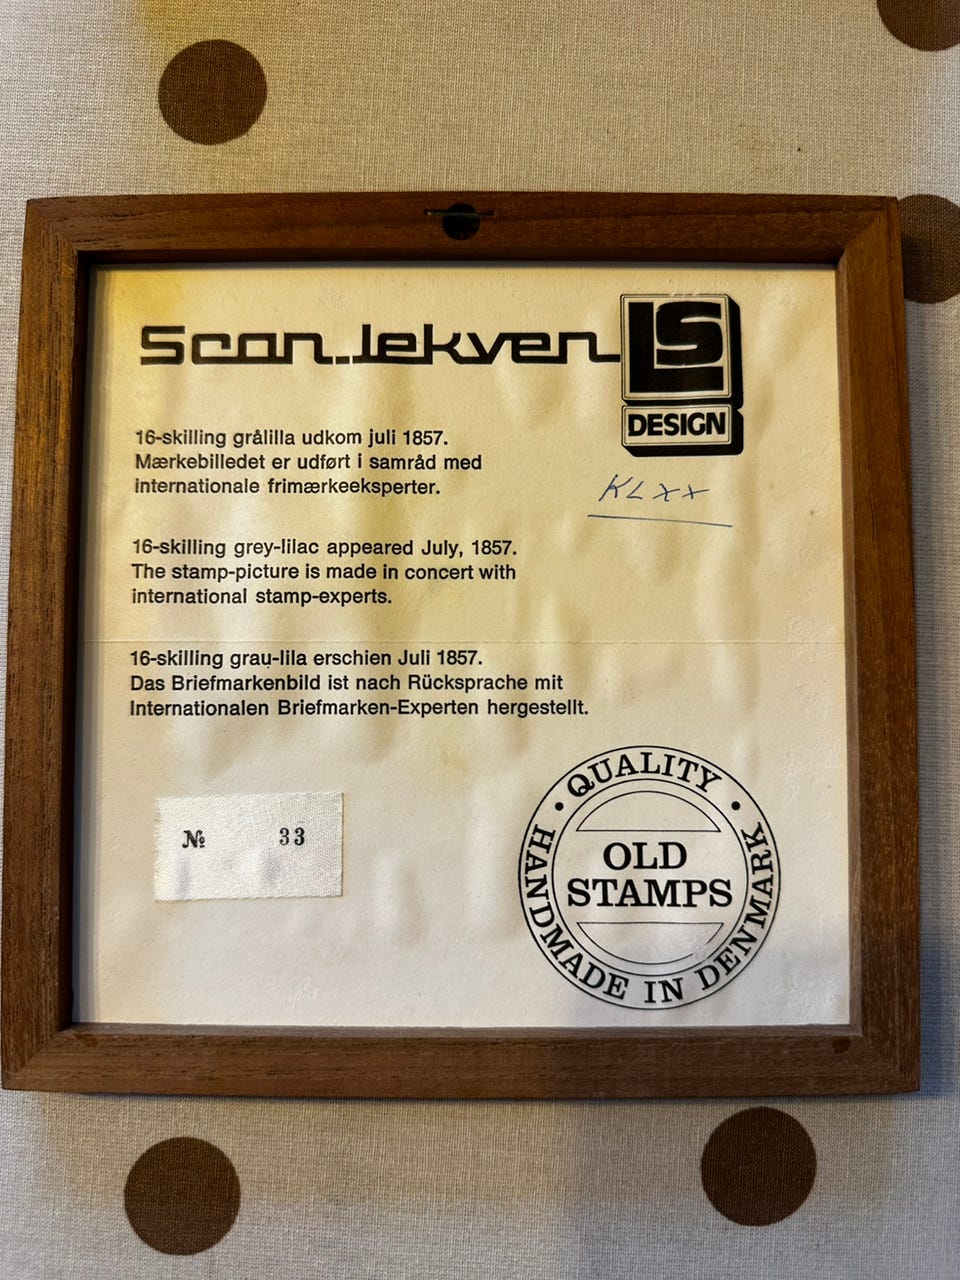 Scan.lekven LS
DESIGN
16-skilling grålilla udkom juli 1857.
Mærkebilledet er udført i samråd med
internationale frimærkeeksperter.
KLXX
16-skilling grey-lilac appeared July, 1857.
The stamp-picture is made in concert with
international stamp-experts.
16-skilling grau-lila erschien Juli 1857.
Das Briefmarkenbild ist nach Rücksprache mit
Internationalen Briefmarken-Experten hergestellt.
№ 33
• QUALITY •
OLD
STAMPS
HANDMADE IN DENMARK